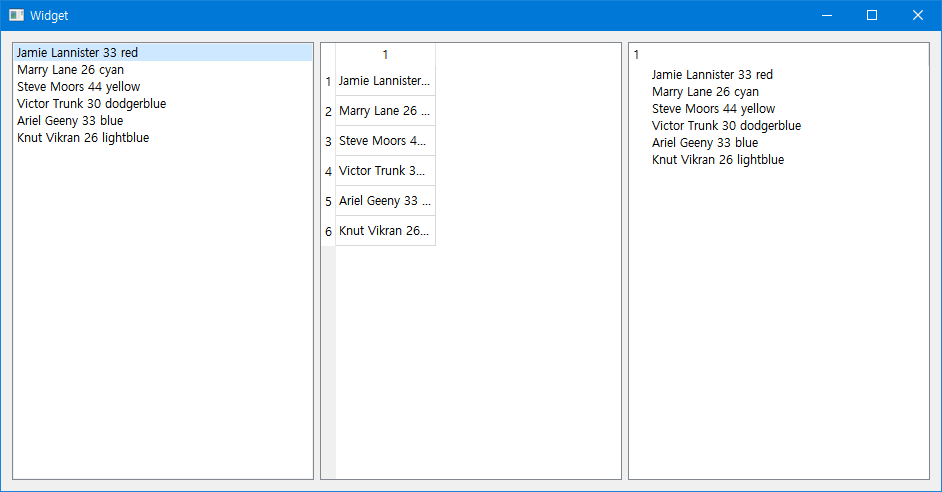 Widget
Jamie Lannister 33 red
Marry Lane 26 cyan
Steve Moors 44 yellow
Victor Trunk 30 dodgerblue
Ariel Geeny 33 blue
Knut Vikran 26 lightblue
1
1 Jamie Lannister...
2 Marry Lane 26 ...
3 Steve Moors 4...
4 Victor Trunk 3...
5 Ariel Geeny 33 ...
6 Knut Vikran 26...
1
Jamie Lannister 33 red
Marry Lane 26 cyan
Steve Moors 44 yellow
Victor Trunk 30 dodgerblue
Ariel Geeny 33 blue
Knut Vikran 26 lightblue